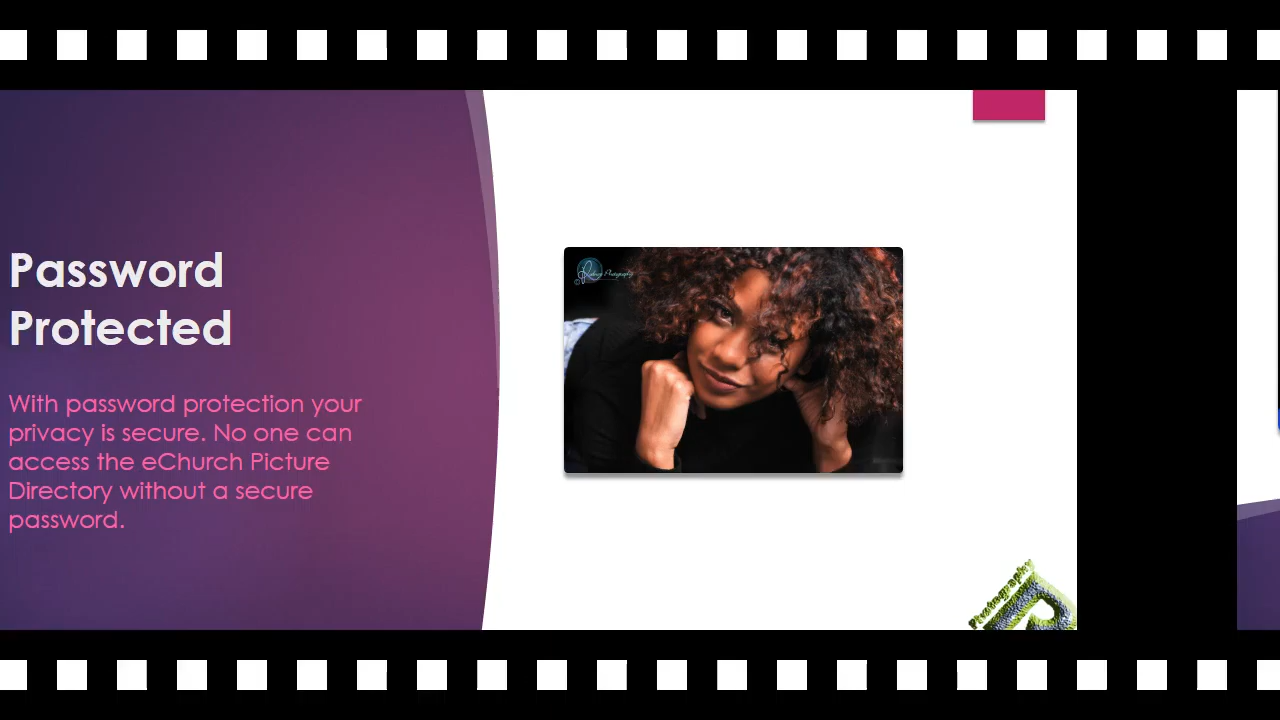 Password
Protected
With password protection your
privacy is secure. No one can
access the eChurch Picture
Directory without a secure
password.
Photography